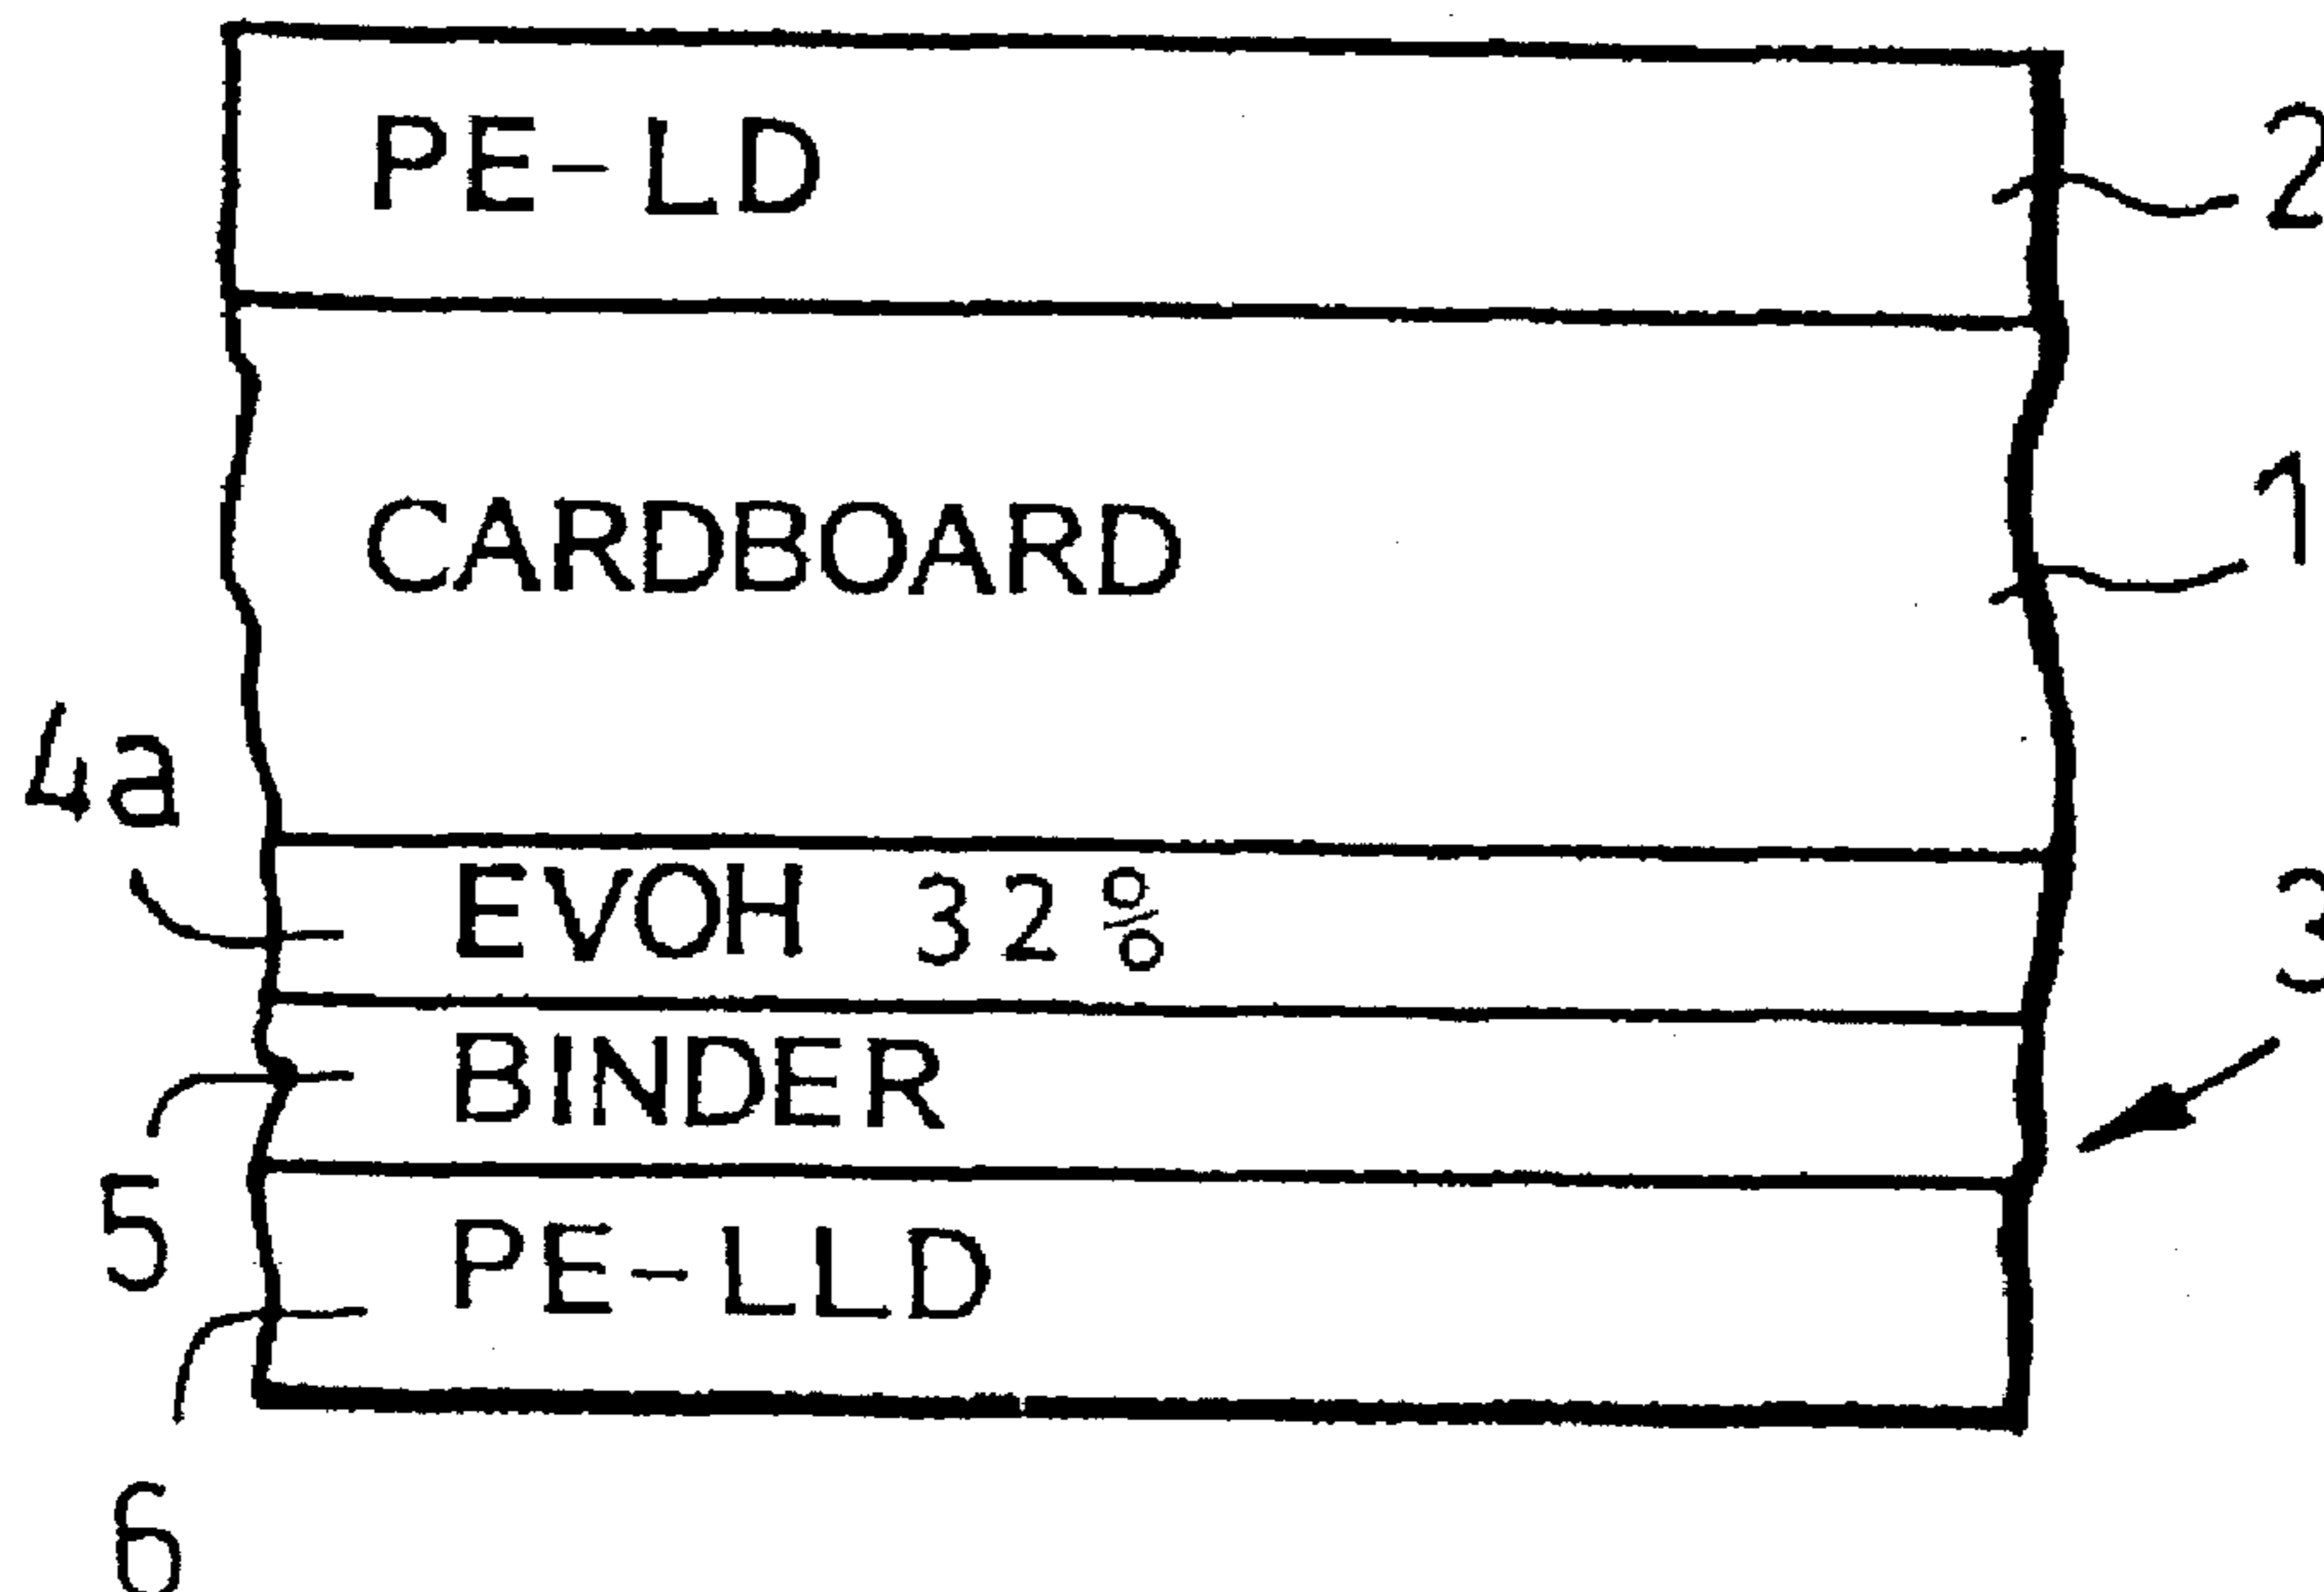 PE-LD 2
CARDBOARD 1
4a
EVOH 32% 3
BINDER
5
PE-LLD
6